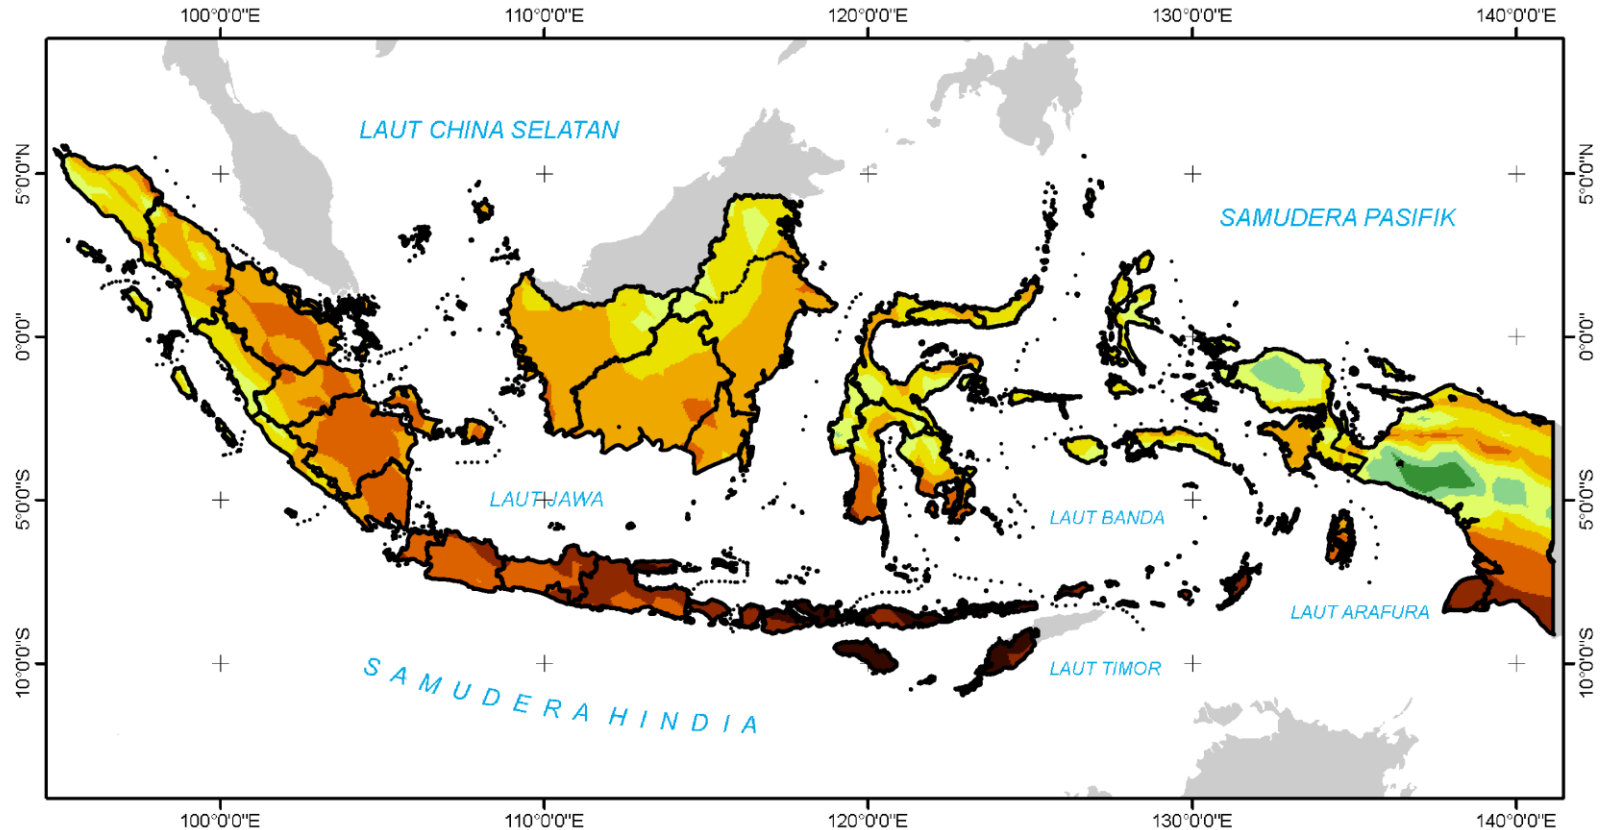 100°0'0"E 110°0'0"E 120°0'0"E 130°0'0"E 140°0'0"E
LAUT CHINA SELATAN
5°0'0"N 5°0'0"N
SAMUDERA PASIFIK
0°0'0" 0°0'0"
5°0'0"S LAUT JAWA 5°0'0"S
LAUT BANDA
LAUT ARAFURA
10°0'0"S LAUT TIMOR 10°0'0"S
SAMUDERA HINDIA
100°0'0"E 110°0'0"E 120°0'0"E 130°0'0"E 140°0'0"E